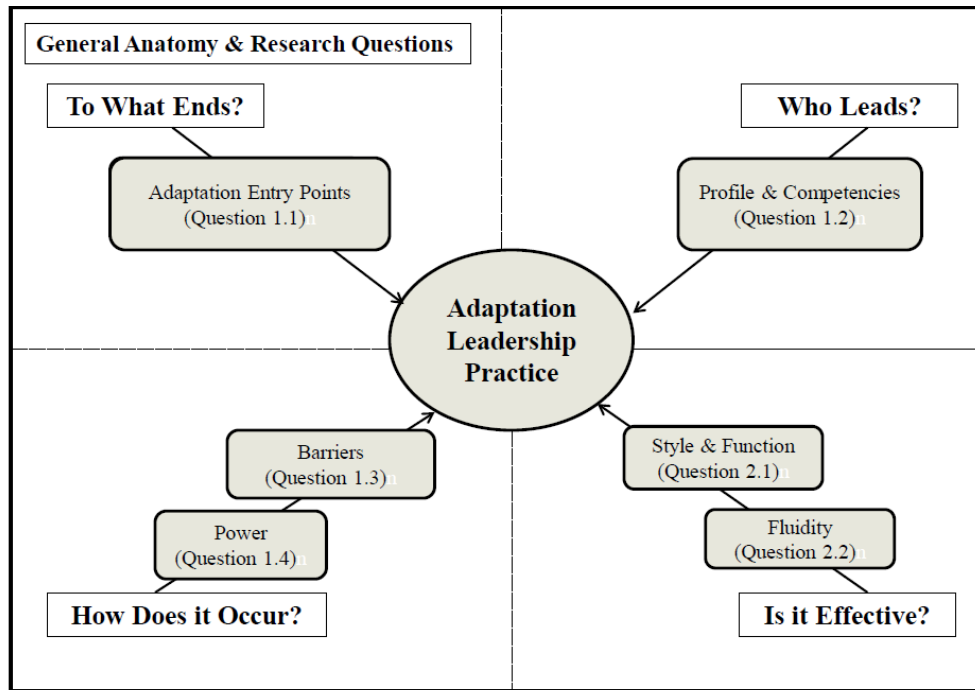 General Anatomy & Research Questions
To What Ends?
Adaptation Entry Points
(Question 1.1)n
Who Leads?
Profile & Competencies
(Question 1.2)n
Adaptation
Leadership
Practice
Barriers
(Question 1.3)n
Power
(Question 1.4)n
How Does it Occur?
Style & Function
(Question 2.1)n
Fluidity
(Question 2.2)n
Is it Effective?